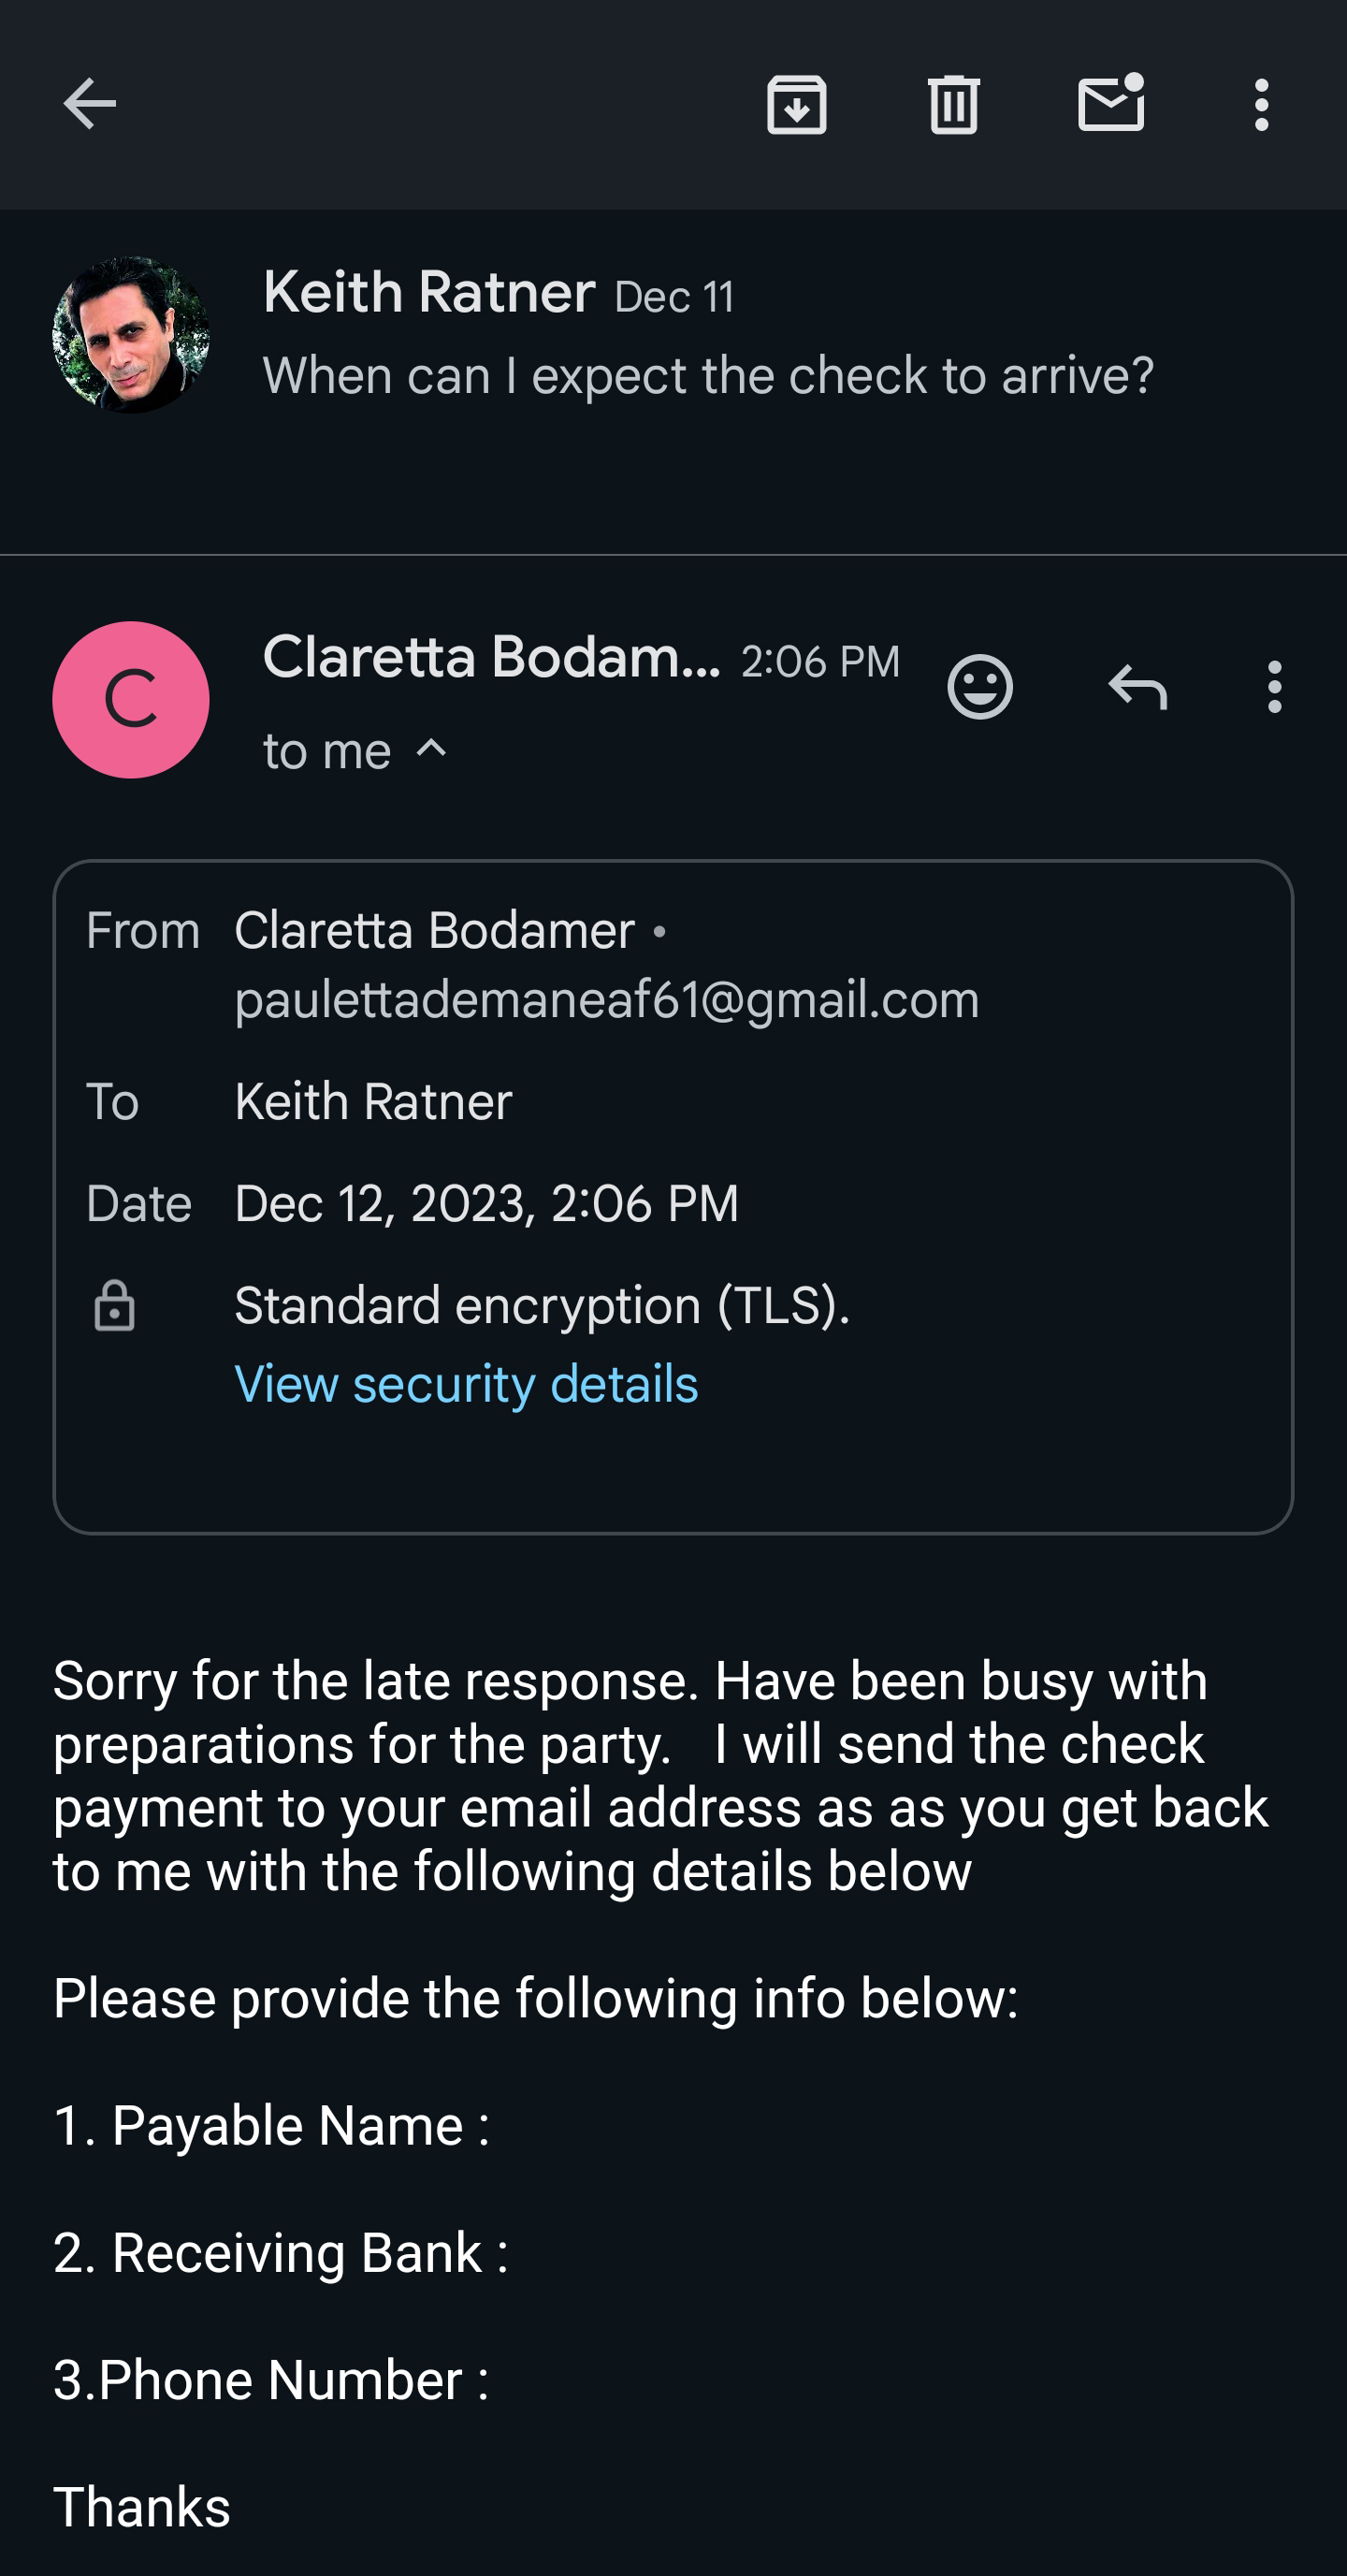 Keith Ratner Dec 11
When can I expect the check to arrive?
C
Claretta Bodam... 2:06 PM
to me
From Claretta Bodamer •
paulettademaneaf61@gmail.com
To Keith Ratner
Date Dec 12, 2023, 2:06 PM
Standard encryption (TLS).
View security details
Sorry for the late response. Have been busy with
preparations for the party.   I will send the check
payment to your email address as as you get back
to me with the following details below
Please provide the following info below:
1. Payable Name :
2. Receiving Bank :
3.Phone Number :
Thanks